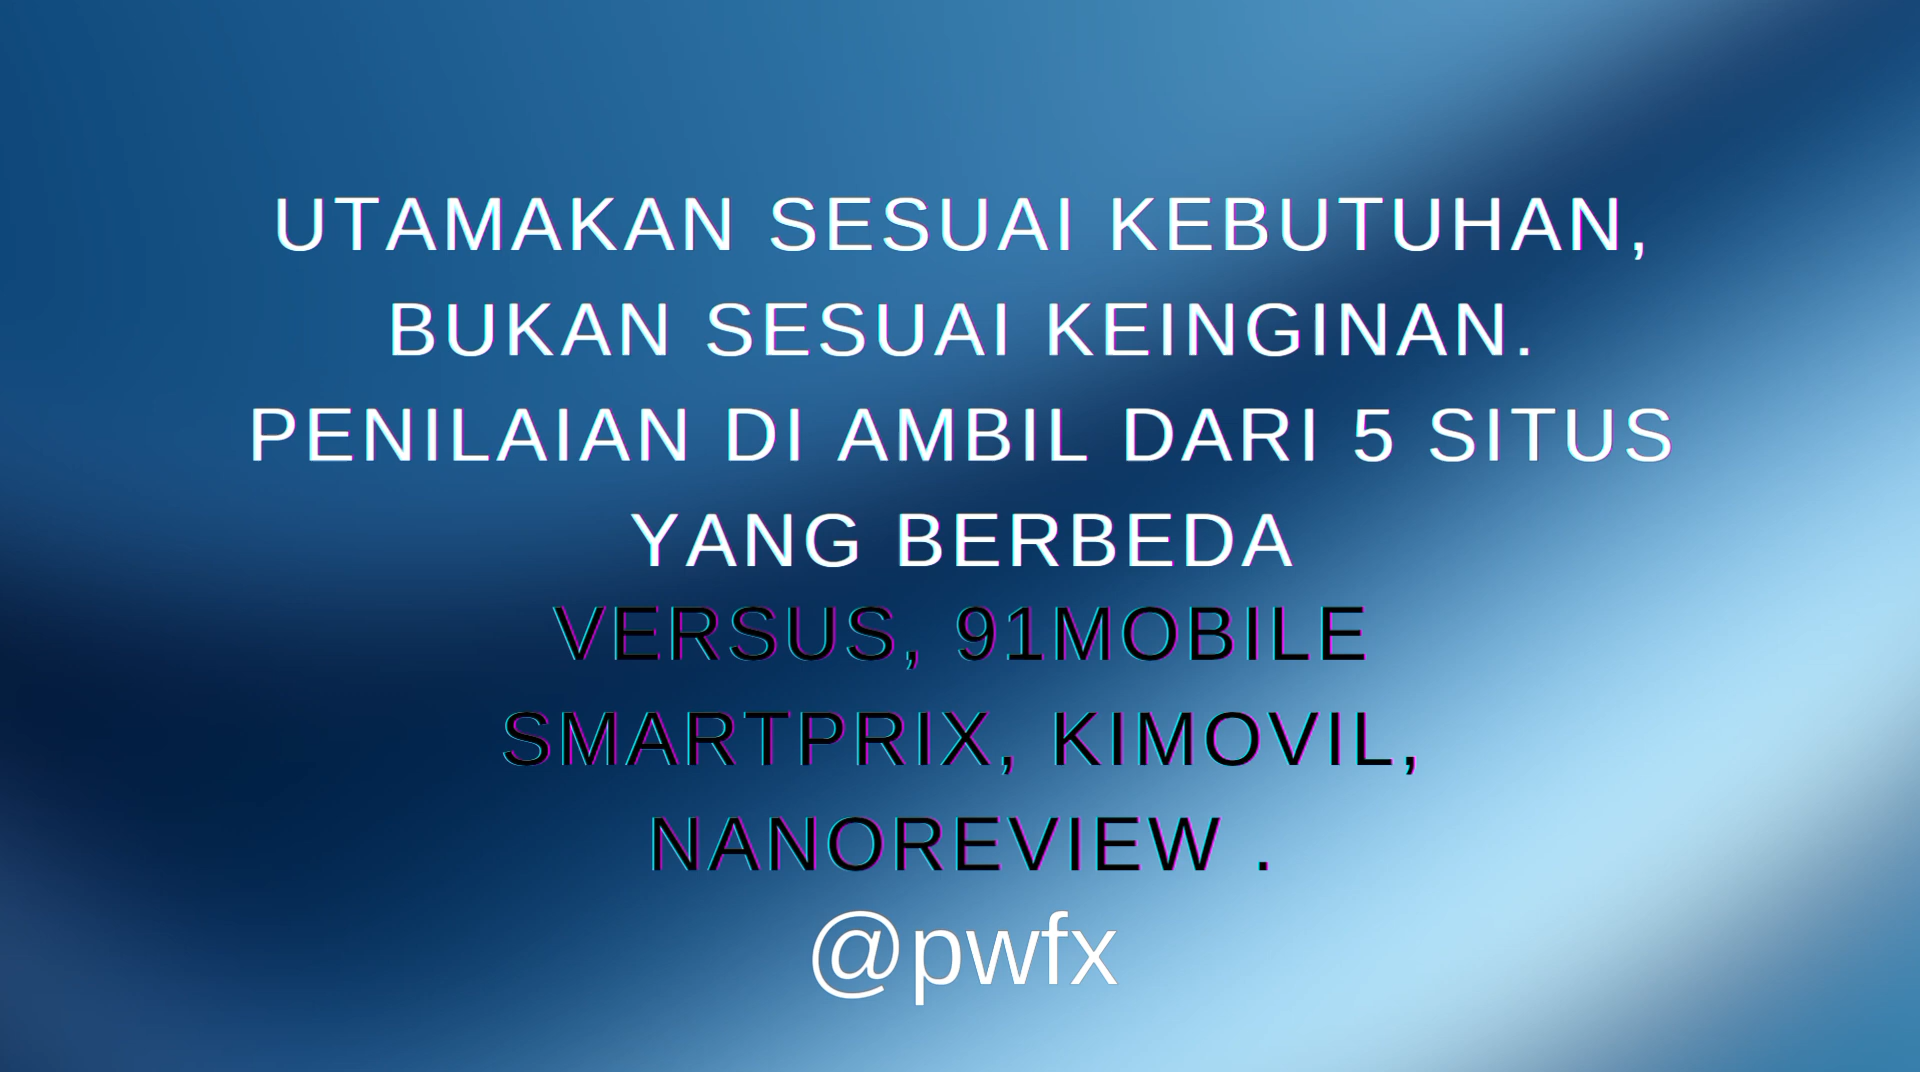 UTAMAKAN SESUAI KEBUTUHAN,
BUKAN SESUAI KEINGINAN.
PENILAIAN DI AMBIL DARI 5 SITUS
YANG BERBEDA
VERSUS, 91MOBILE
SMARTPRIX, KIMOVIL,
NANOREVIEW .
@pwfx